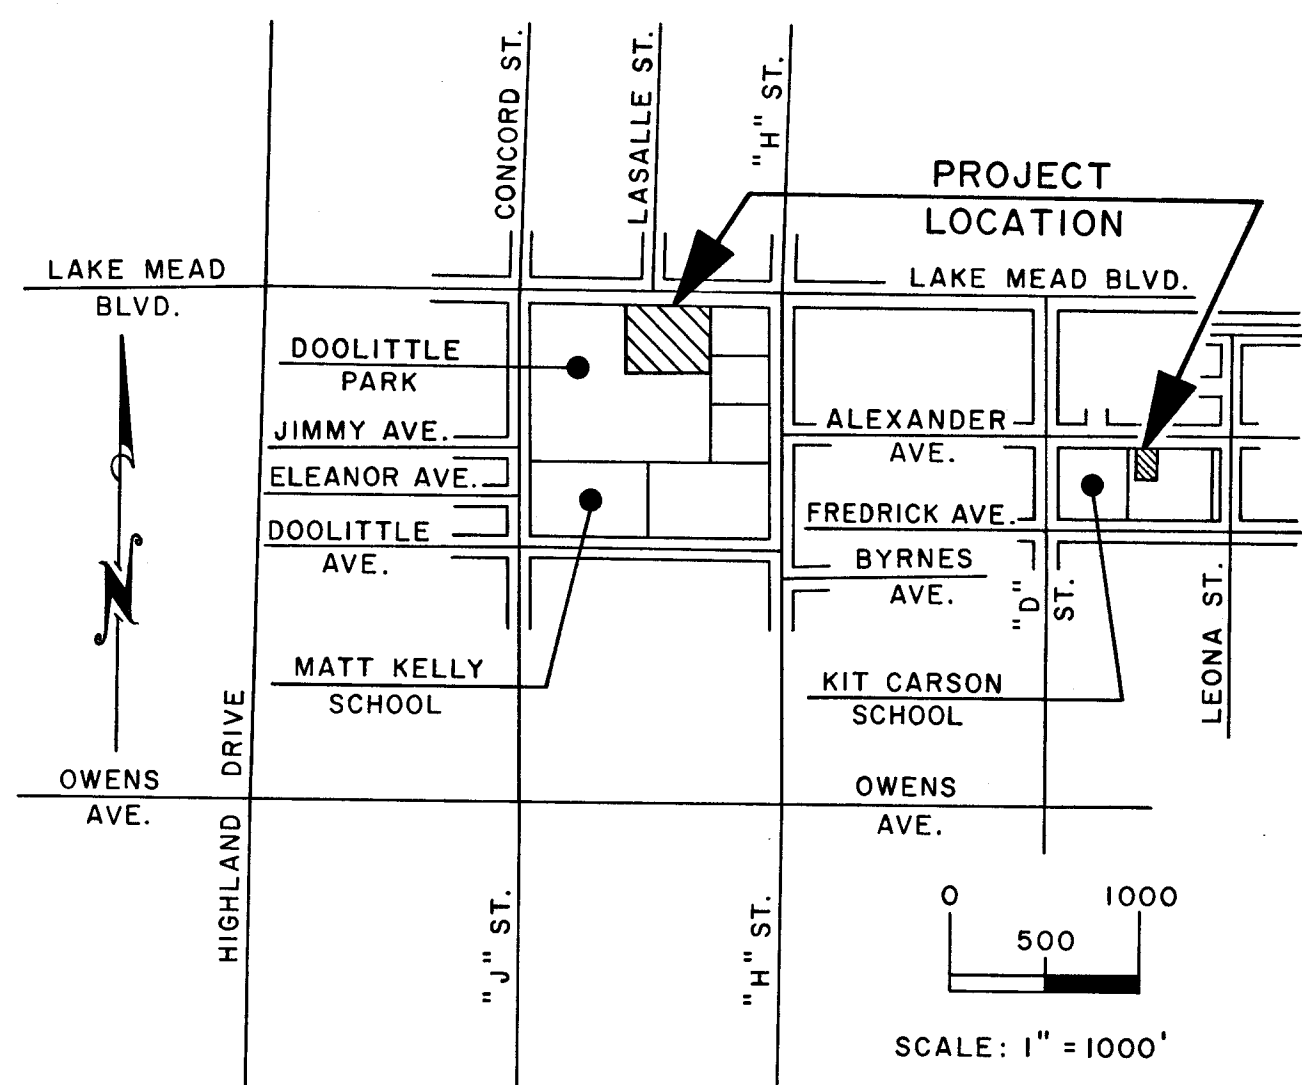 CONCORD ST.
LASALLE ST.
"H" ST.
PROJECT
LOCATION
LAKE MEAD
BLVD.
LAKE MEAD BLVD.
DOOLITTLE
PARK
JIMMY AVE.
ALEXANDER
AVE.
ELEANOR AVE.
FREDRICK AVE.
DOOLITTLE
AVE.
BYRNES
AVE.
"D" ST.
LEONA ST.
N
MATT KELLY
SCHOOL
KIT CARSON
SCHOOL
HIGHLAND DRIVE
OWENS
AVE.
OWENS
AVE.
"J" ST.
"H" ST.
0 1000
500
SCALE: 1" = 1000'